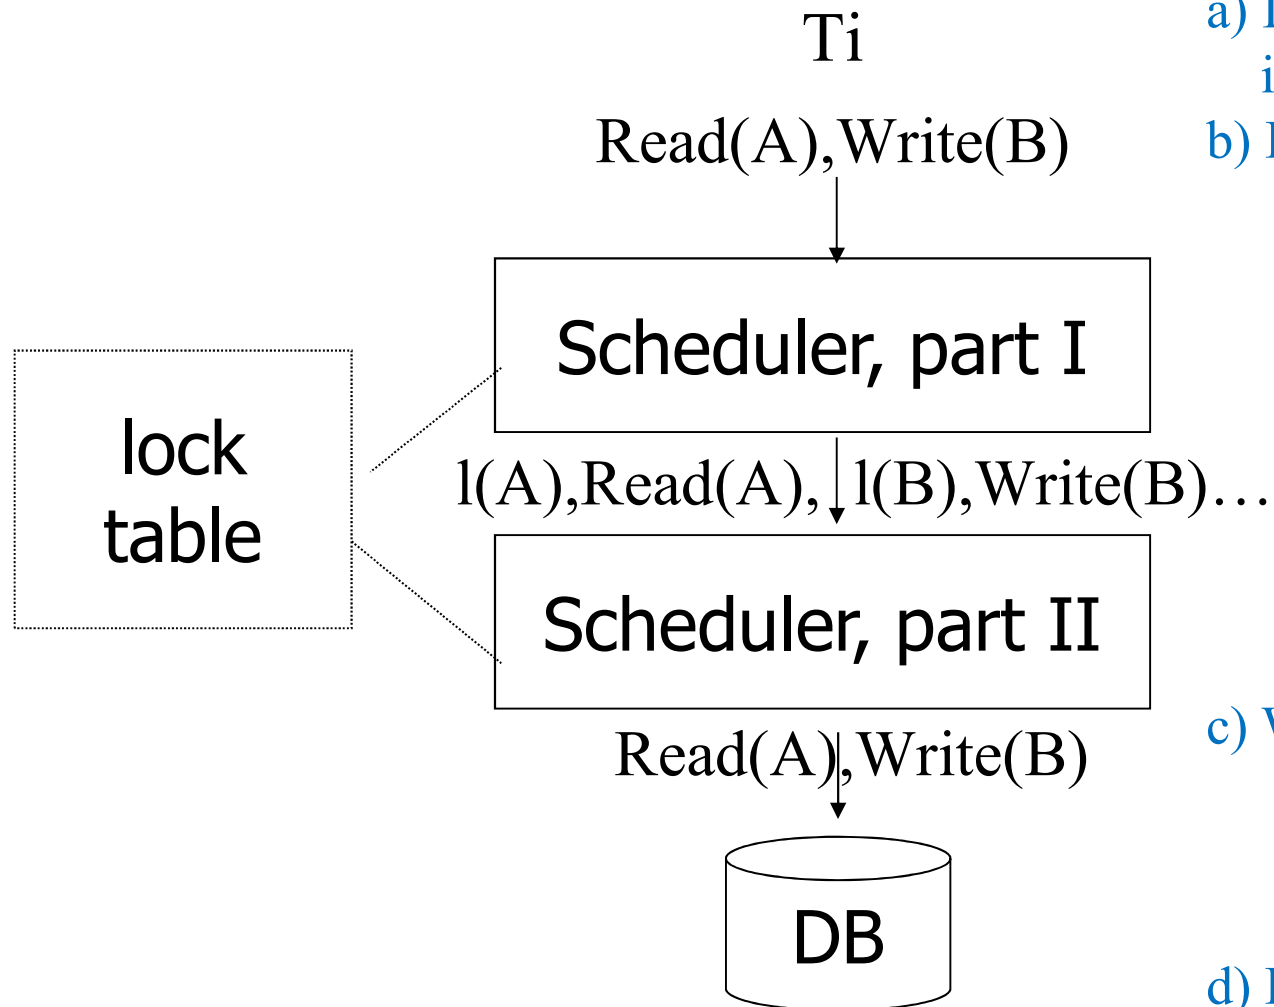 Ti
Read(A),Write(B)
Scheduler, part I
lock
table
l(A),Read(A), l(B),Write(B)…
Scheduler, part II
Read(A),Write(B)
DB
a)
b)
c)
d)